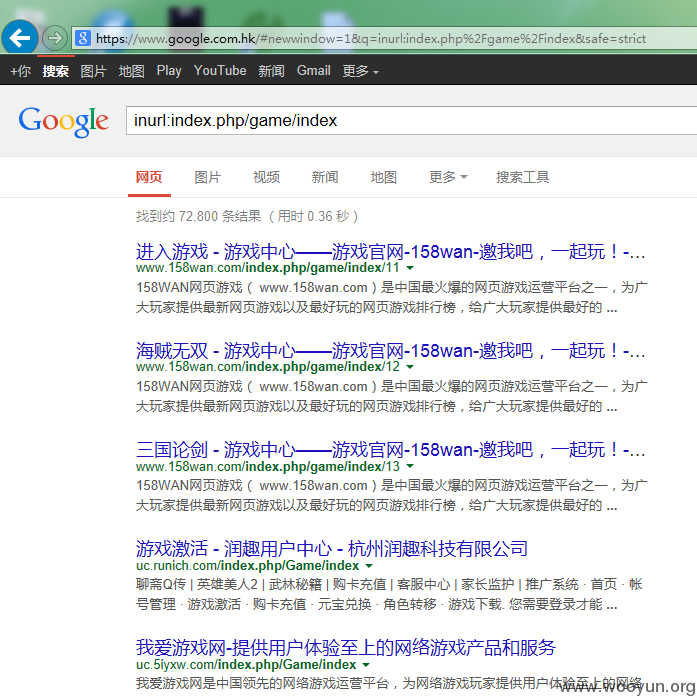 https://www.google.com.hk/#newwindow=1&q=inurl:index.php%2Fgame%2Findex&safe=strict
+你 搜索 图片 地图 Play YouTube 新闻 Gmail 更多
Google inurl:index.php/game/index
网页 图片 视频 新闻 地图 更多 搜索工具
找到约 72,800 条结果 （用时 0.36 秒）
进入游戏 - 游戏中心——游戏官网-158wan-邀我吧，一起玩！-...
www.158wan.com/index.php/game/index/11
158WAN网页游戏（ www.158wan.com ）是中国最火爆的网页游戏运营平台之一，为广
大玩家提供最新网页游戏以及最好玩的网页游戏排行榜，给广大玩家提供最好的 ...
海贼无双 - 游戏中心——游戏官网-158wan-邀我吧，一起玩！-...
www.158wan.com/index.php/game/index/12
158WAN网页游戏（ www.158wan.com ）是中国最火爆的网页游戏运营平台之一，为广
大玩家提供最新网页游戏以及最好玩的网页游戏排行榜，给广大玩家提供最好的 ...
三国论剑 - 游戏中心——游戏官网-158wan-邀我吧，一起玩！-...
www.158wan.com/index.php/game/index/13
158WAN网页游戏（ www.158wan.com ）是中国最火爆的网页游戏运营平台之一，为广
大玩家提供最新网页游戏以及最好玩的网页游戏排行榜，给广大玩家提供最好的 ...
游戏激活 - 润趣用户中心 - 杭州润趣科技有限公司
uc.runich.com/index.php/Game/index
聊斋Q传 | 英雄美人2 | 武林秘籍 | 购卡充值 | 客服中心 | 家长监护 | 推广系统 · 首页 · 帐
号管理 · 游戏激活 · 购卡充值 · 元宝兑换 · 角色转移 · 游戏下载. 您需要登录才能 ...
我爱游戏网-提供用户体验至上的网络游戏产品和服务
uc.5iyxw.com/index.php/Game/index
我爱游戏网是中国领先的网络游戏运营平台，为网络游戏玩家提供用户体验至上的网络
www.wooyun.org